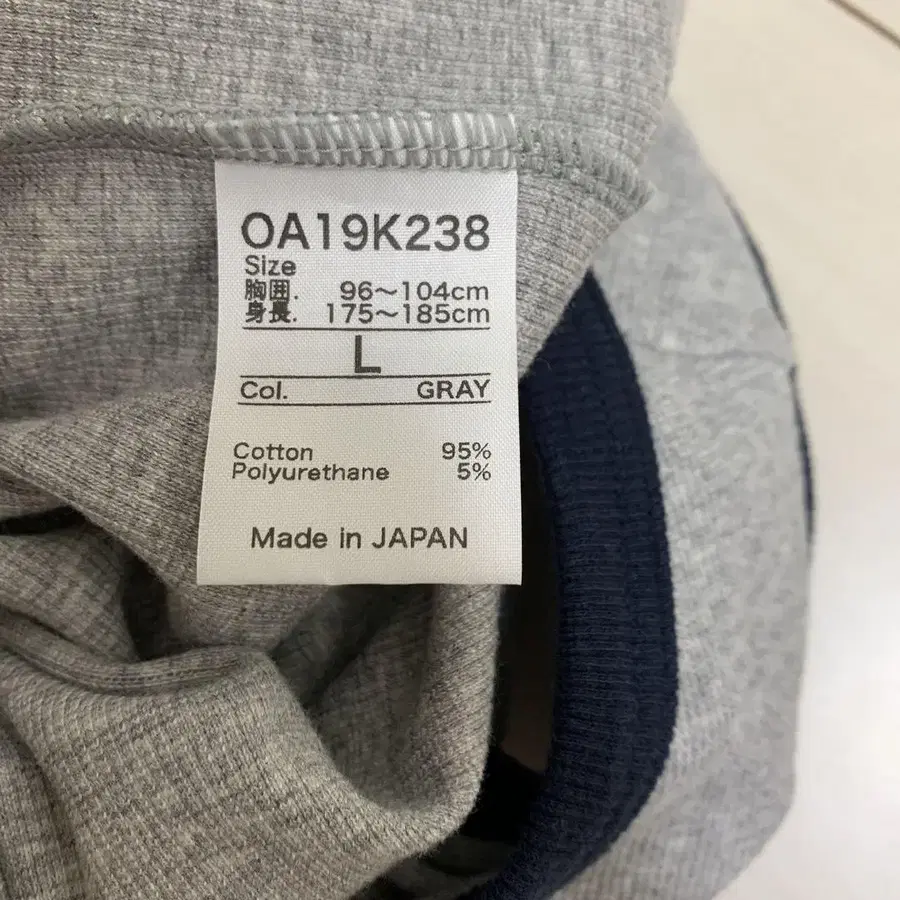 OA19K238
Size
胸囲. 96～104cm
身長. 175～185cm
L
Col. GRAY
Cotton 95%
Polyurethane 5%
Made in JAPAN